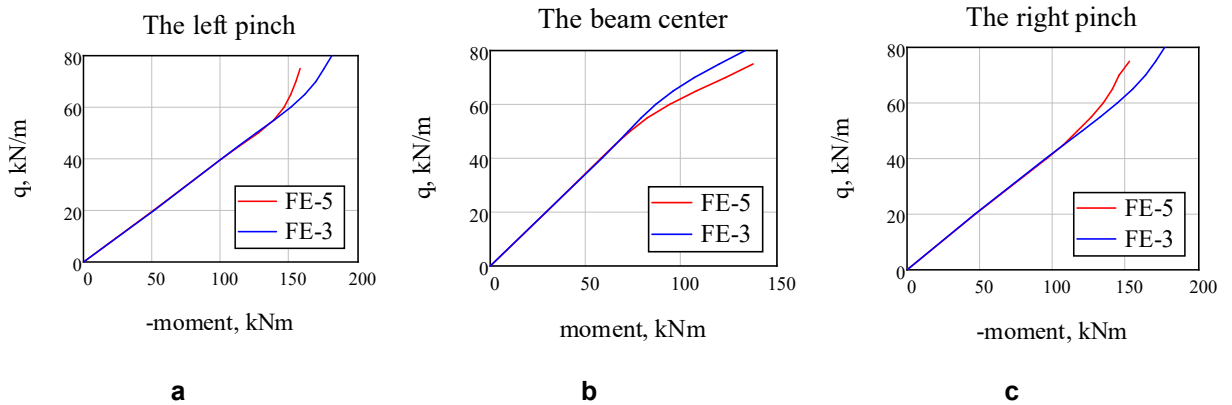 The left pinch
80
60
40
20
0
0
50
100
150
200
q, kN/m
-moment, kNm
FE-5
FE-3
a
The beam center
80
60
40
20
0
0
50
100
150
q, kN/m
moment, kNm
FE-5
FE-3
b
The right pinch
80
60
40
20
0
0
50
100
150
200
q, kN/m
-moment, kNm
FE-5
FE-3
c